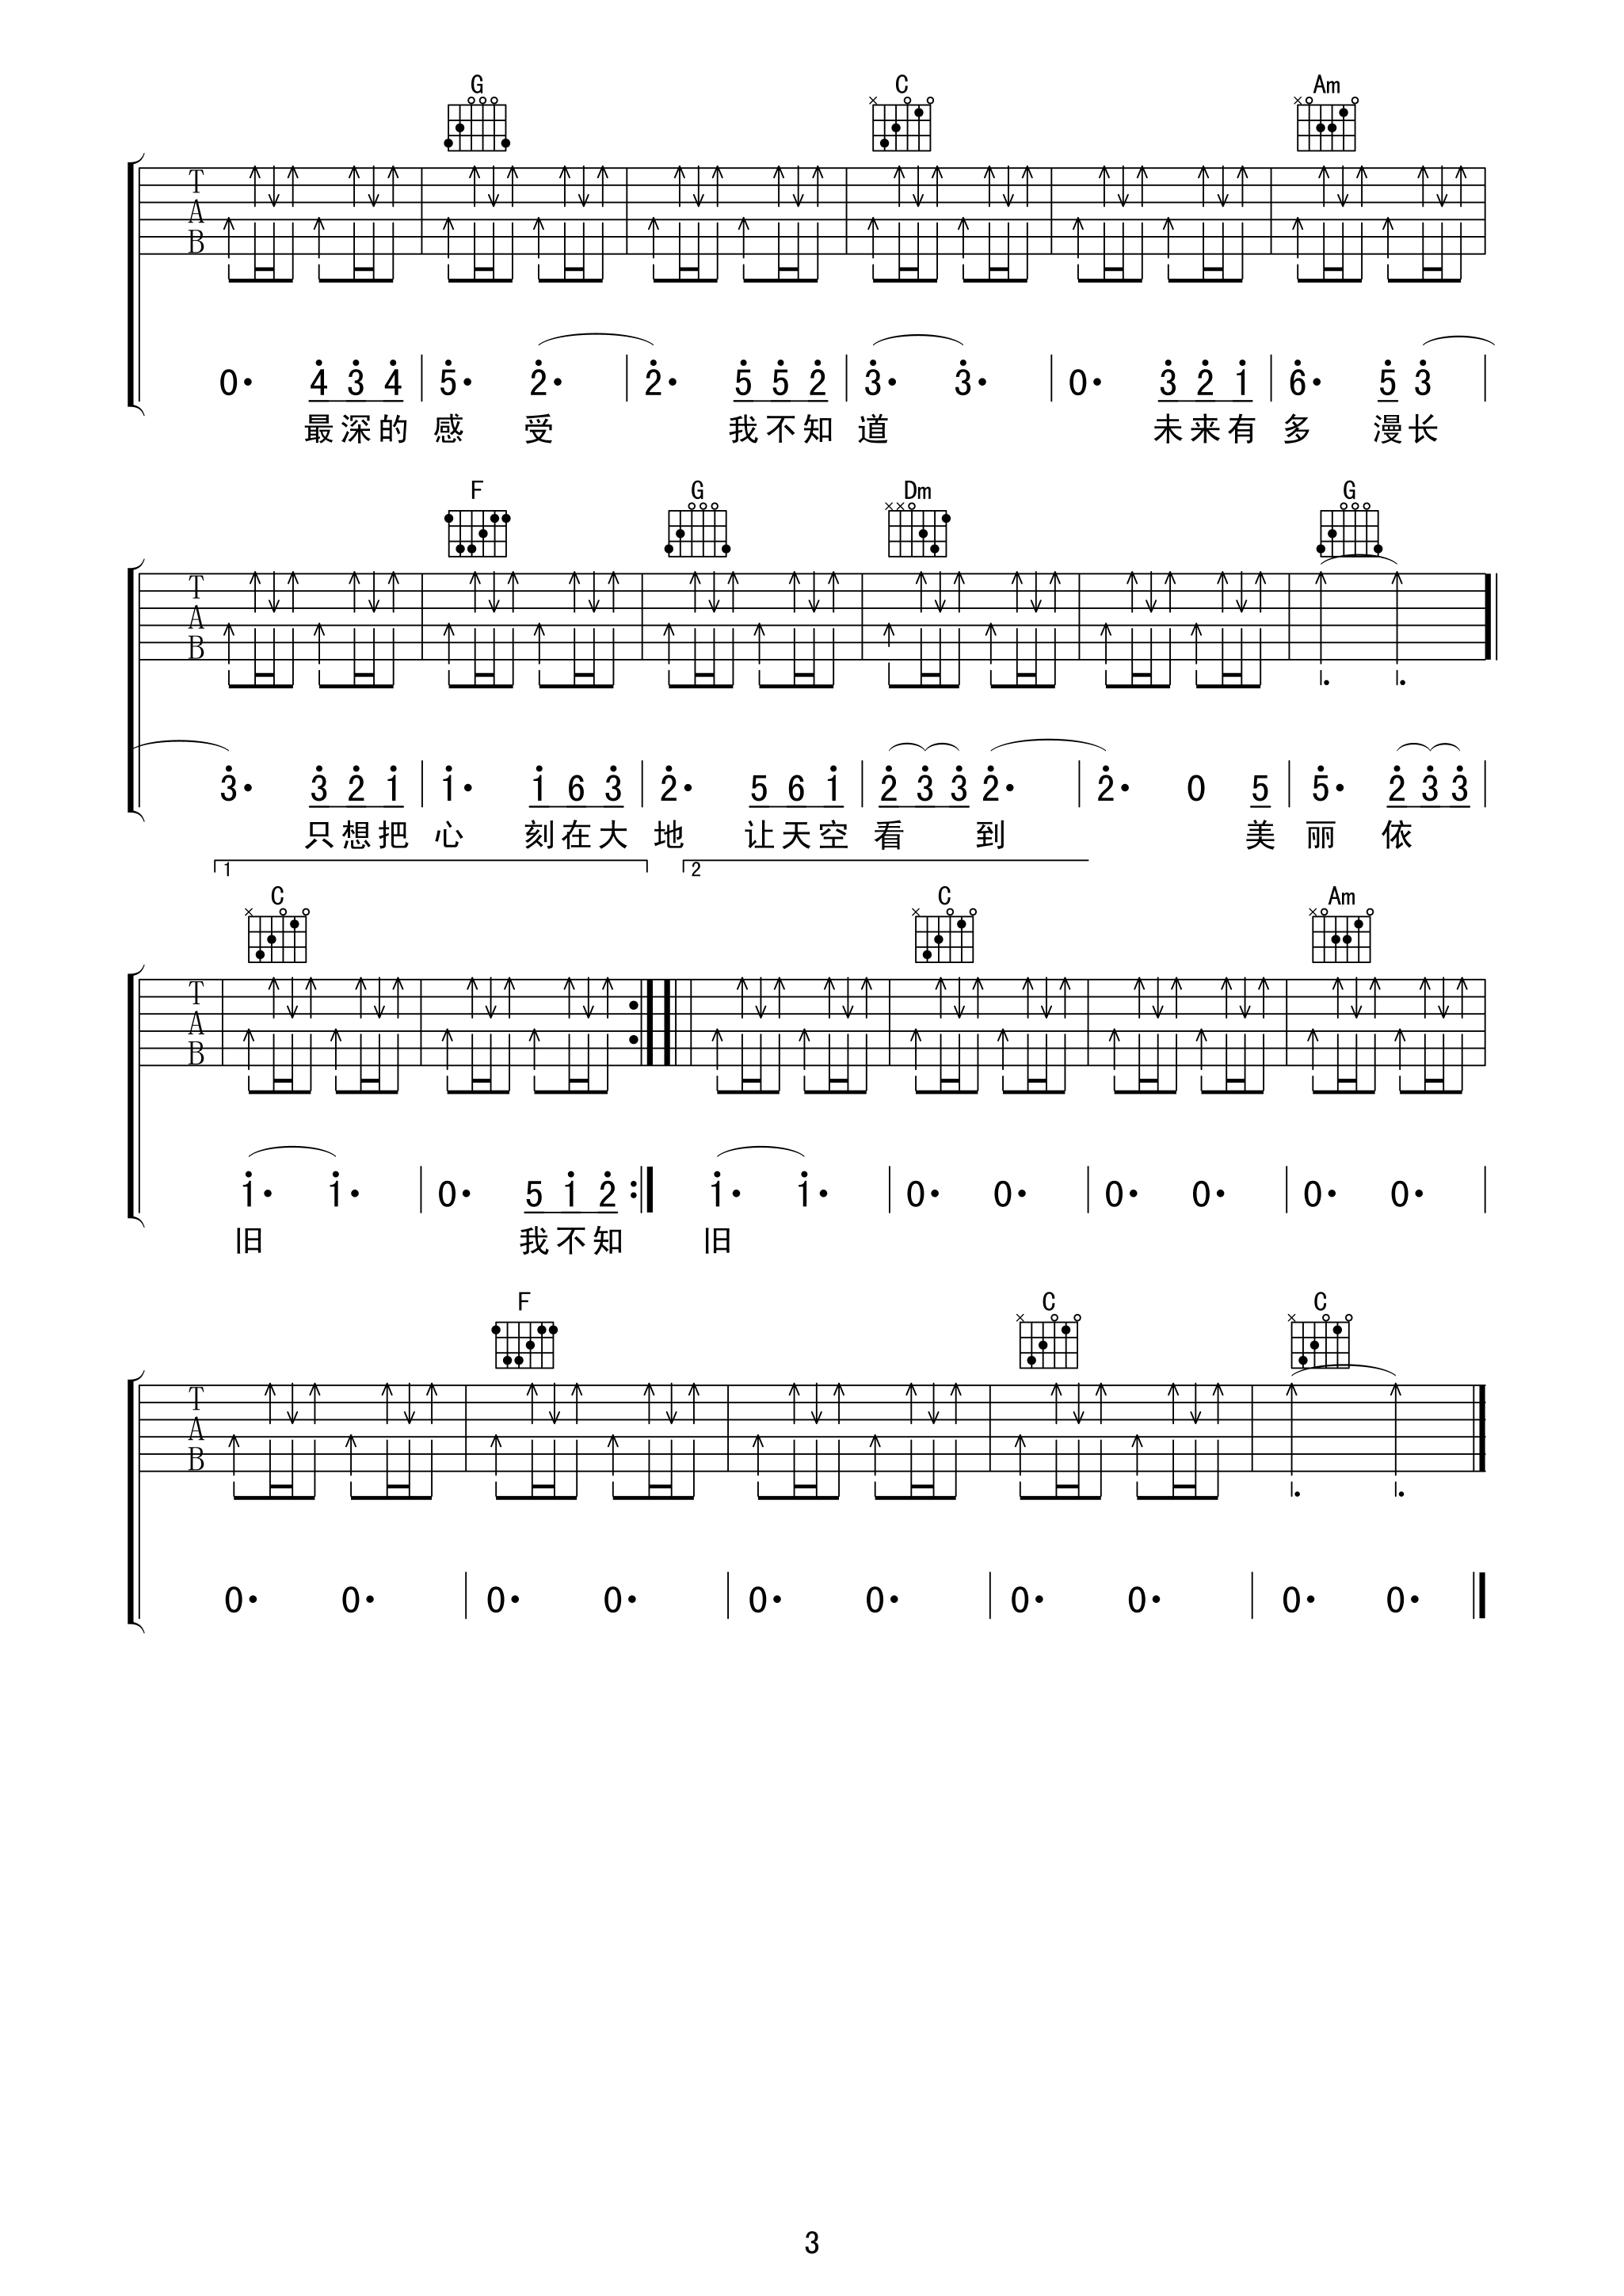 G C Am
T A B
0· 4 3 4 5· 2· 2· 5 5 2 3· 3· 0· 3 2 1 6· 5 3
最深的 感 受 我不知 道 未来有 多 漫长
F G Dm G
T A B
3· 3 2 1 1· 1 6 3 2· 5 6 1 2 3 3 2· 2· 0 5 5· 2 3 3
只想把 心 刻在大 地 让天空 看 到 美 丽 依
1 2
C C Am
T A B
1· 1· 0· 5 1 2 1· 1· 0· 0· 0· 0· 0· 0·
旧 我不知 旧
F C C
T A B
0· 0· 0· 0· 0· 0· 0· 0· 0· 0·
3